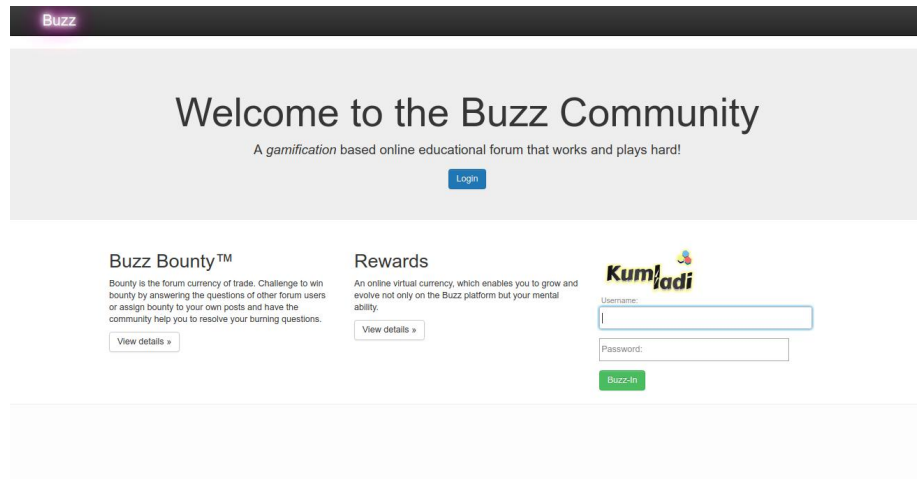 Buzz
Welcome to the Buzz Community
A gamification based online educational forum that works and plays hard!
Login
Buzz Bounty™
Bounty is the forum currency of trade. Challenge to win
bounty by answering the questions of other forum users
or assign bounty to your own posts and have the
community help you to resolve your burning questions.
View details »
Rewards
An online virtual currency, which enables you to grow and
evolve not only on the Buzz platform but your mental
ability.
View details »
Kumladi
Username:
Password:
Buzz-In